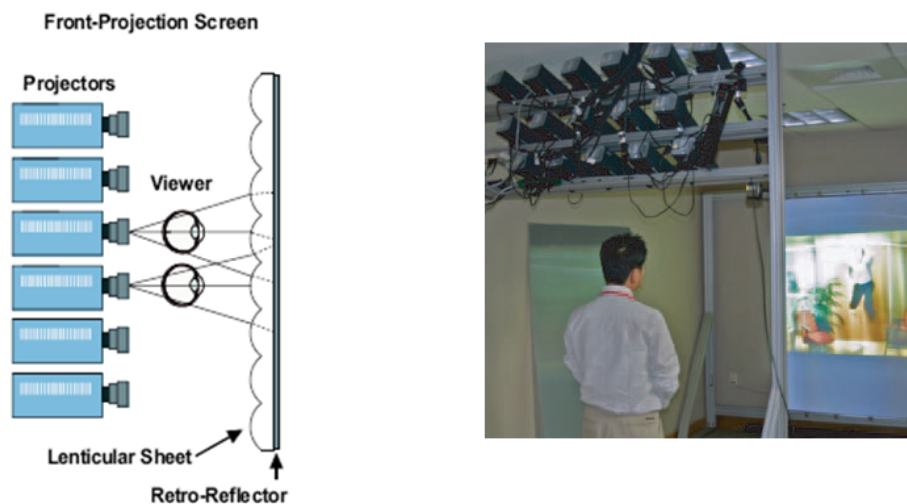 Front-Projection Screen
Projectors
Viewer
Lenticular Sheet
Retro-Reflector